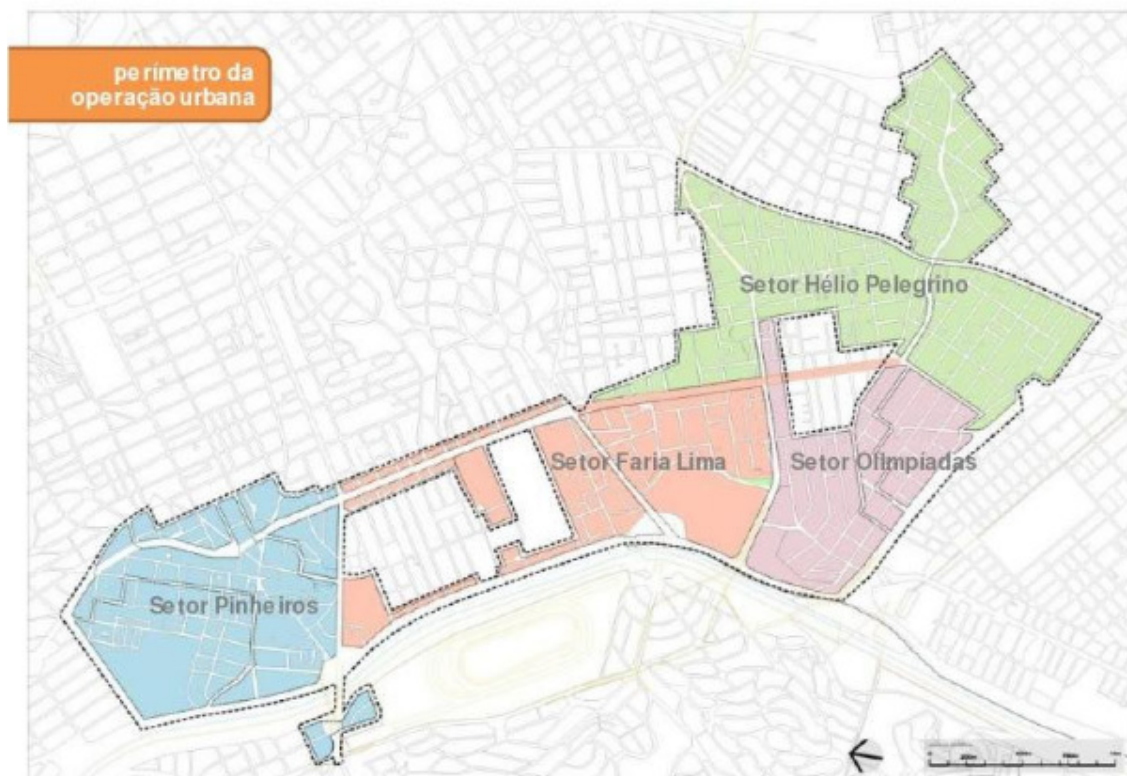 perímetro da
operação urbana
Setor Hélio Pelegrino
Setor Faria Lima
Setor Olimpíadas
Setor Pinheiros